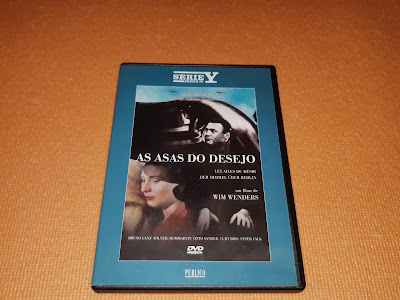 SÉRIE Y
AS ASAS DO DESEJO
LES AILES DU DÉSIR
DER HIMMEL ÜBER BERLIN
um filme de
WIM WENDERS
BRUNO GANZ SOLVEIG DOMMARTIN OTTO SANDER CURT BOIS PETER FALK
DVD
PÚBLICO